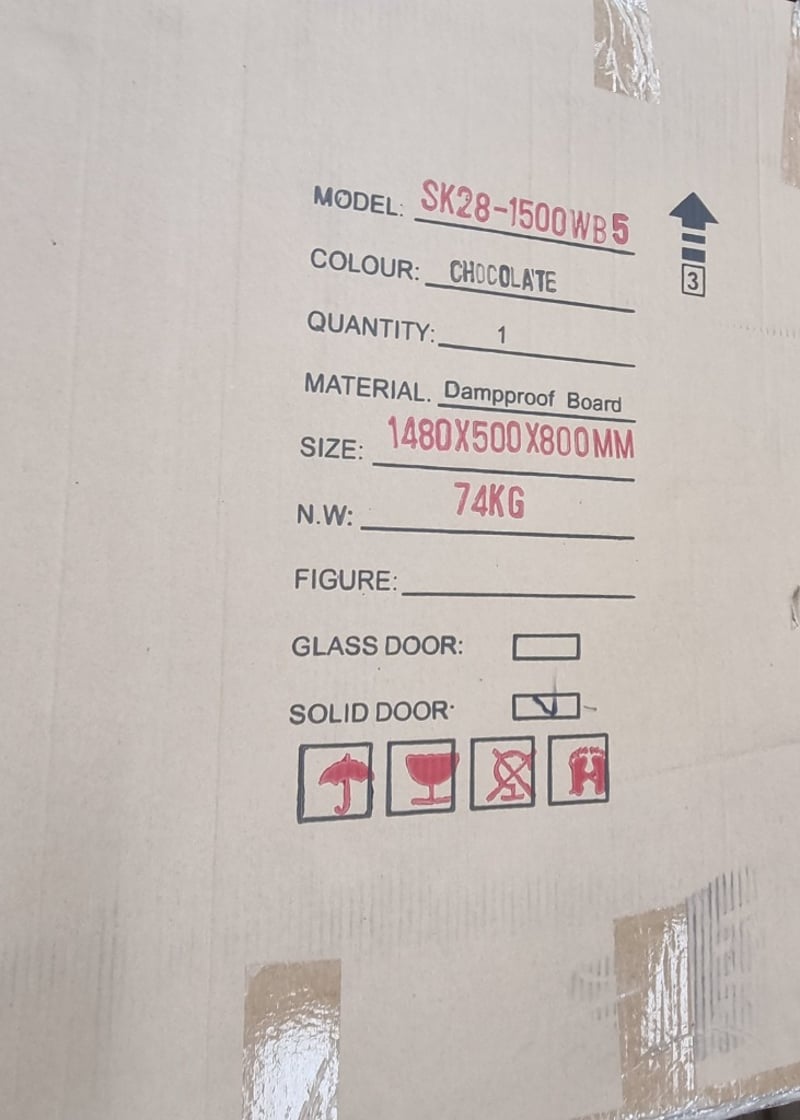 MODEL: SK28-1500WB5
COLOUR: CHOCOLATE
QUANTITY: 1
MATERIAL. Dampproof Board
SIZE: 1480X500X800MM
N.W: 74KG
FIGURE:
GLASS DOOR:
SOLID DOOR:
3